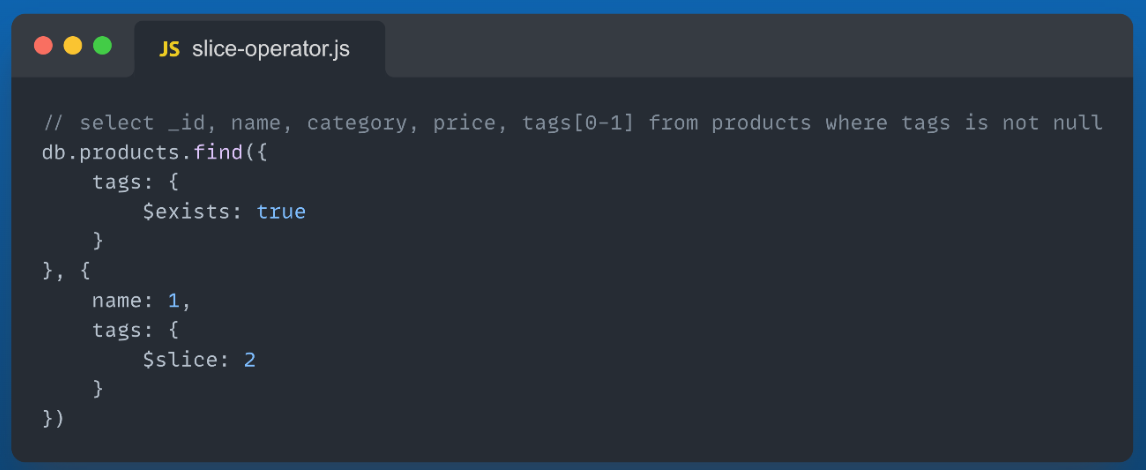 JS slice-operator.js
// select _id, name, category, price, tags[0-1] from products where tags is not null
db.products.find({
    tags: {
        $exists: true
    }
}, {
    name: 1,
    tags: {
        $slice: 2
    }
})